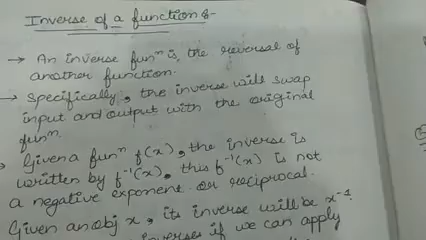 Inverse of a function :-
→ An inverse funⁿ is, the reversal of
another function.
→ Specifically, the inverse will swap
input and output with the original
funⁿ.
Given a funⁿ f(x), the inverse is
written by f⁻¹(x), this f⁻¹(x) is not
a negative exponent or reciprocal.
Given an obj x, its inverse will be x⁻¹.
inverses if we can apply